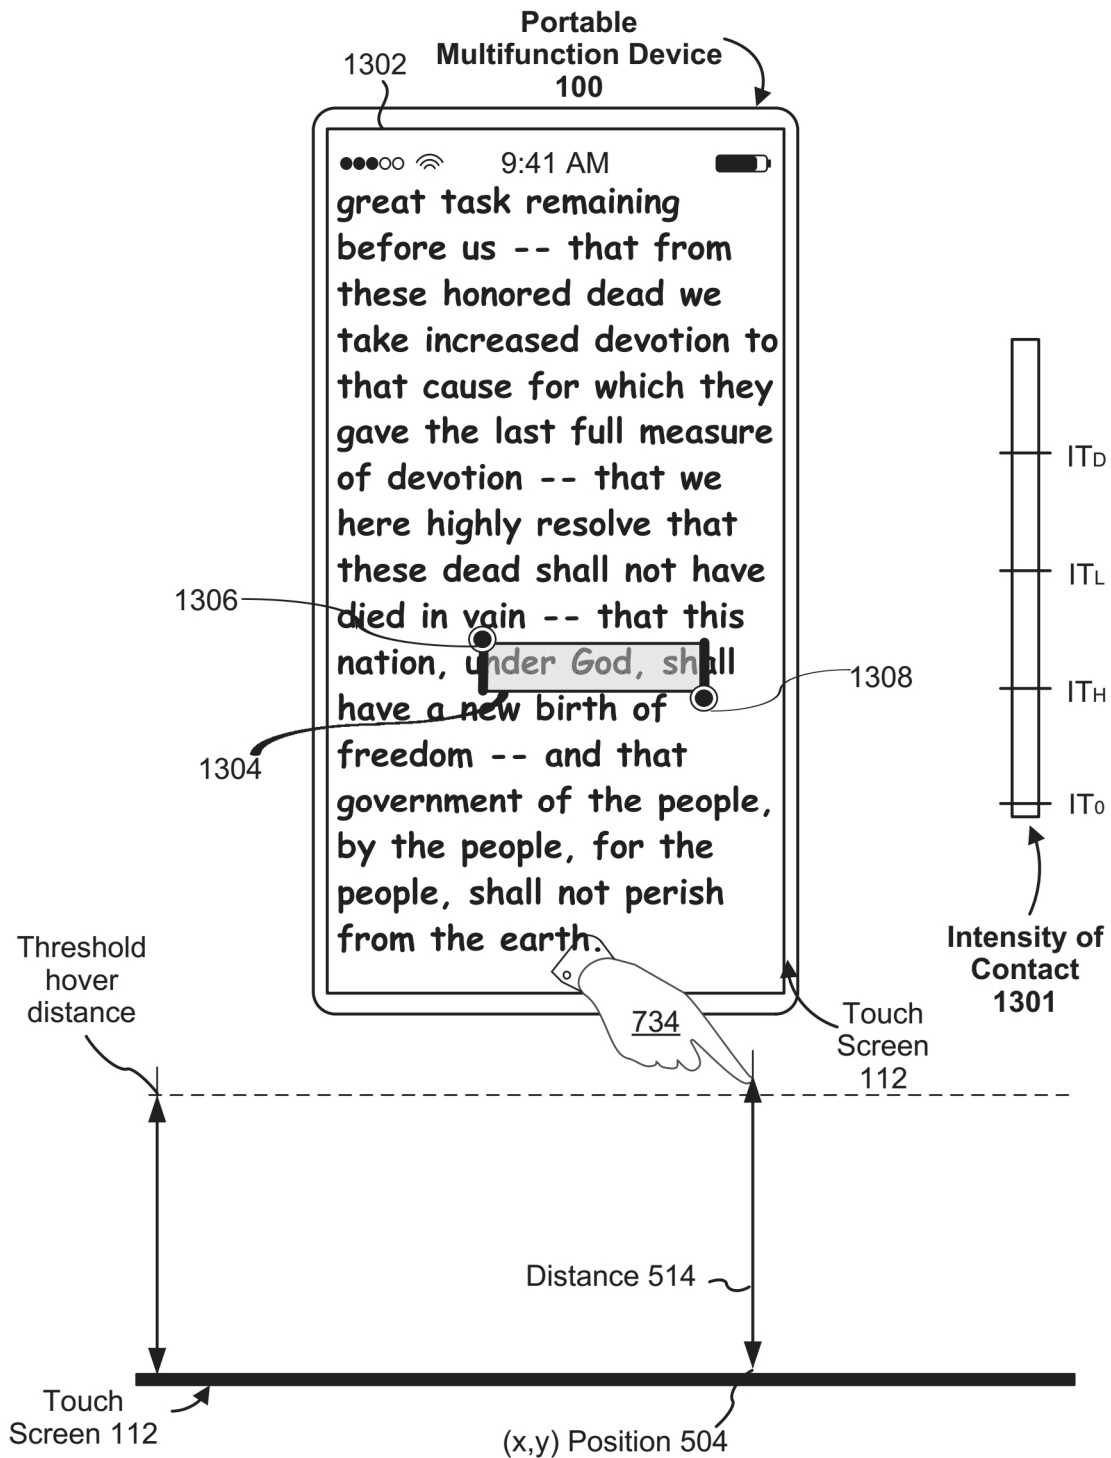 Portable
Multifunction Device
100
1302
9:41 AM
great task remaining
before us -- that from
these honored dead we
take increased devotion to
that cause for which they
gave the last full measure
of devotion -- that we
here highly resolve that
these dead shall not have
died in vain -- that this
nation, under God, shall
have a new birth of
freedom -- and that
government of the people,
by the people, for the
people, shall not perish
from the earth.
1306
1304
1308
ITD
ITL
ITH
IT0
Intensity of
Contact
1301
Threshold
hover
distance
734
Touch
Screen
112
Distance 514
Touch
Screen 112
(x,y) Position 504